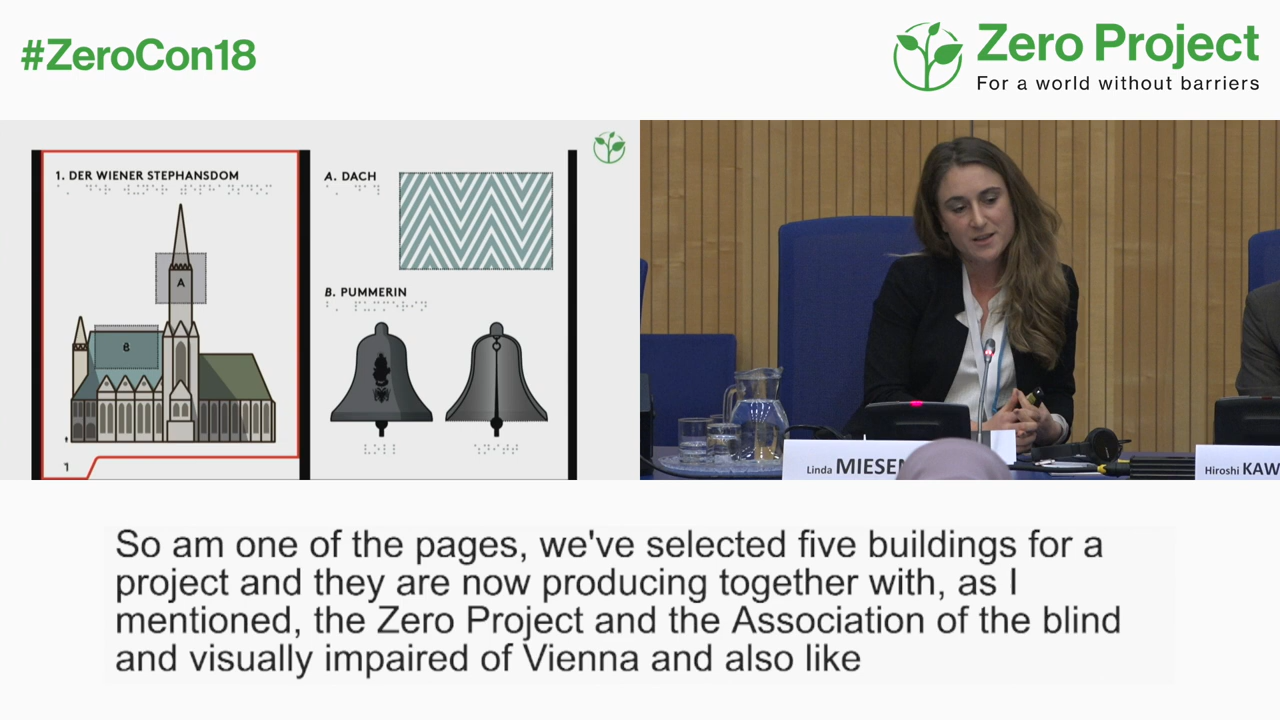 #ZeroCon18
Zero Project
For a world without barriers
1. DER WIENER STEPHANSDOM
A
B
1
A. DACH
B. PUMMERIN
Linda
Hiroshi
So am one of the pages, we've selected five buildings for a
project and they are now producing together with, as I
mentioned, the Zero Project and the Association of the blind
and visually impaired of Vienna and also like